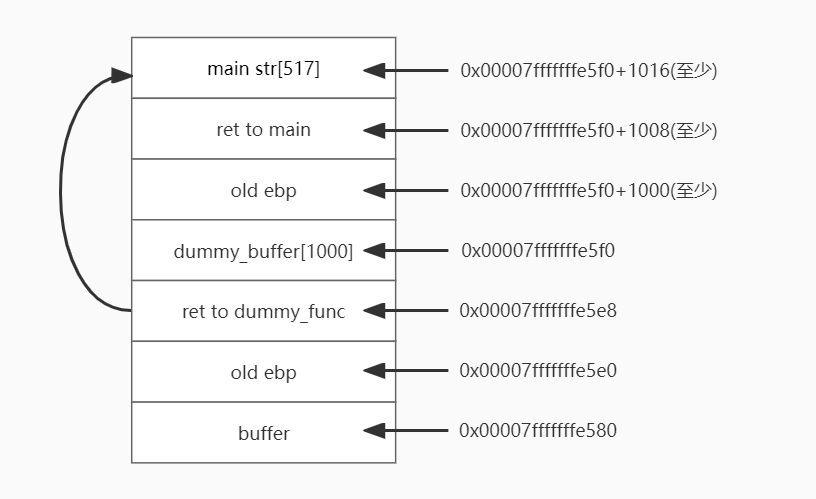 main str[517] 0x00007fffffffe5f0+1016(至少)
ret to main 0x00007fffffffe5f0+1008(至少)
old ebp 0x00007fffffffe5f0+1000(至少)
dummy_buffer[1000] 0x00007fffffffe5f0
ret to dummy_func 0x00007fffffffe5e8
old ebp 0x00007fffffffe5e0
buffer 0x00007fffffffe580